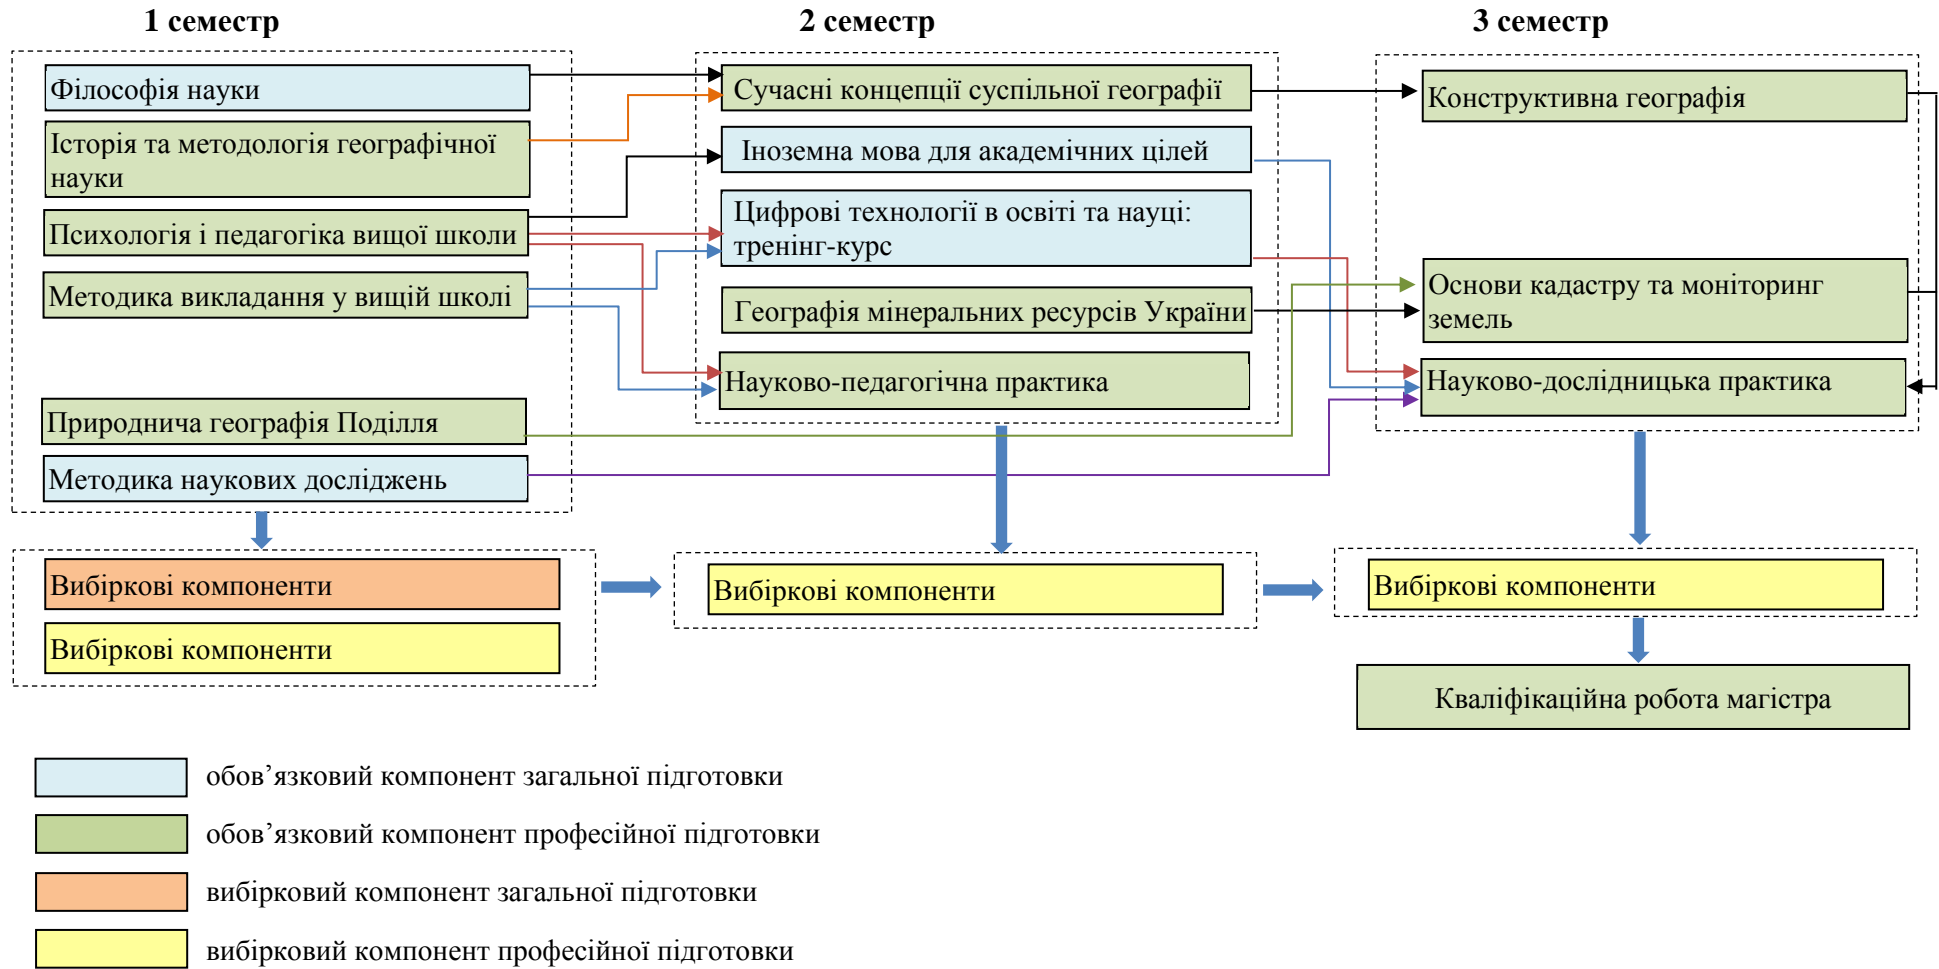 1 семестр
2 семестр
3 семестр
Філософія науки
Історія та методологія географічної
науки
Психологія і педагогіка вищої школи
Методика викладання у вищій школі
Природнича географія Поділля
Методика наукових досліджень
Сучасні концепції суспільної географії
Іноземна мова для академічних цілей
Цифрові технології в освіті та науці:
тренінг-курс
Географія мінеральних ресурсів України
Науково-педагогічна практика
Конструктивна географія
Основи кадастру та моніторинг
земель
Науково-дослідницька практика
Вибіркові компоненти
Вибіркові компоненти
Вибіркові компоненти
Вибіркові компоненти
Кваліфікаційна робота магістра
обов’язковий компонент загальної підготовки
обов’язковий компонент професійної підготовки
вибірковий компонент загальної підготовки
вибірковий компонент професійної підготовки